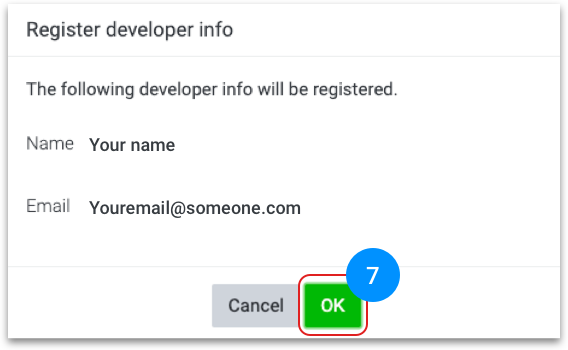 Register developer info
The following developer info will be registered.
Name Your name
Email Youremail@someone.com
7
Cancel OK